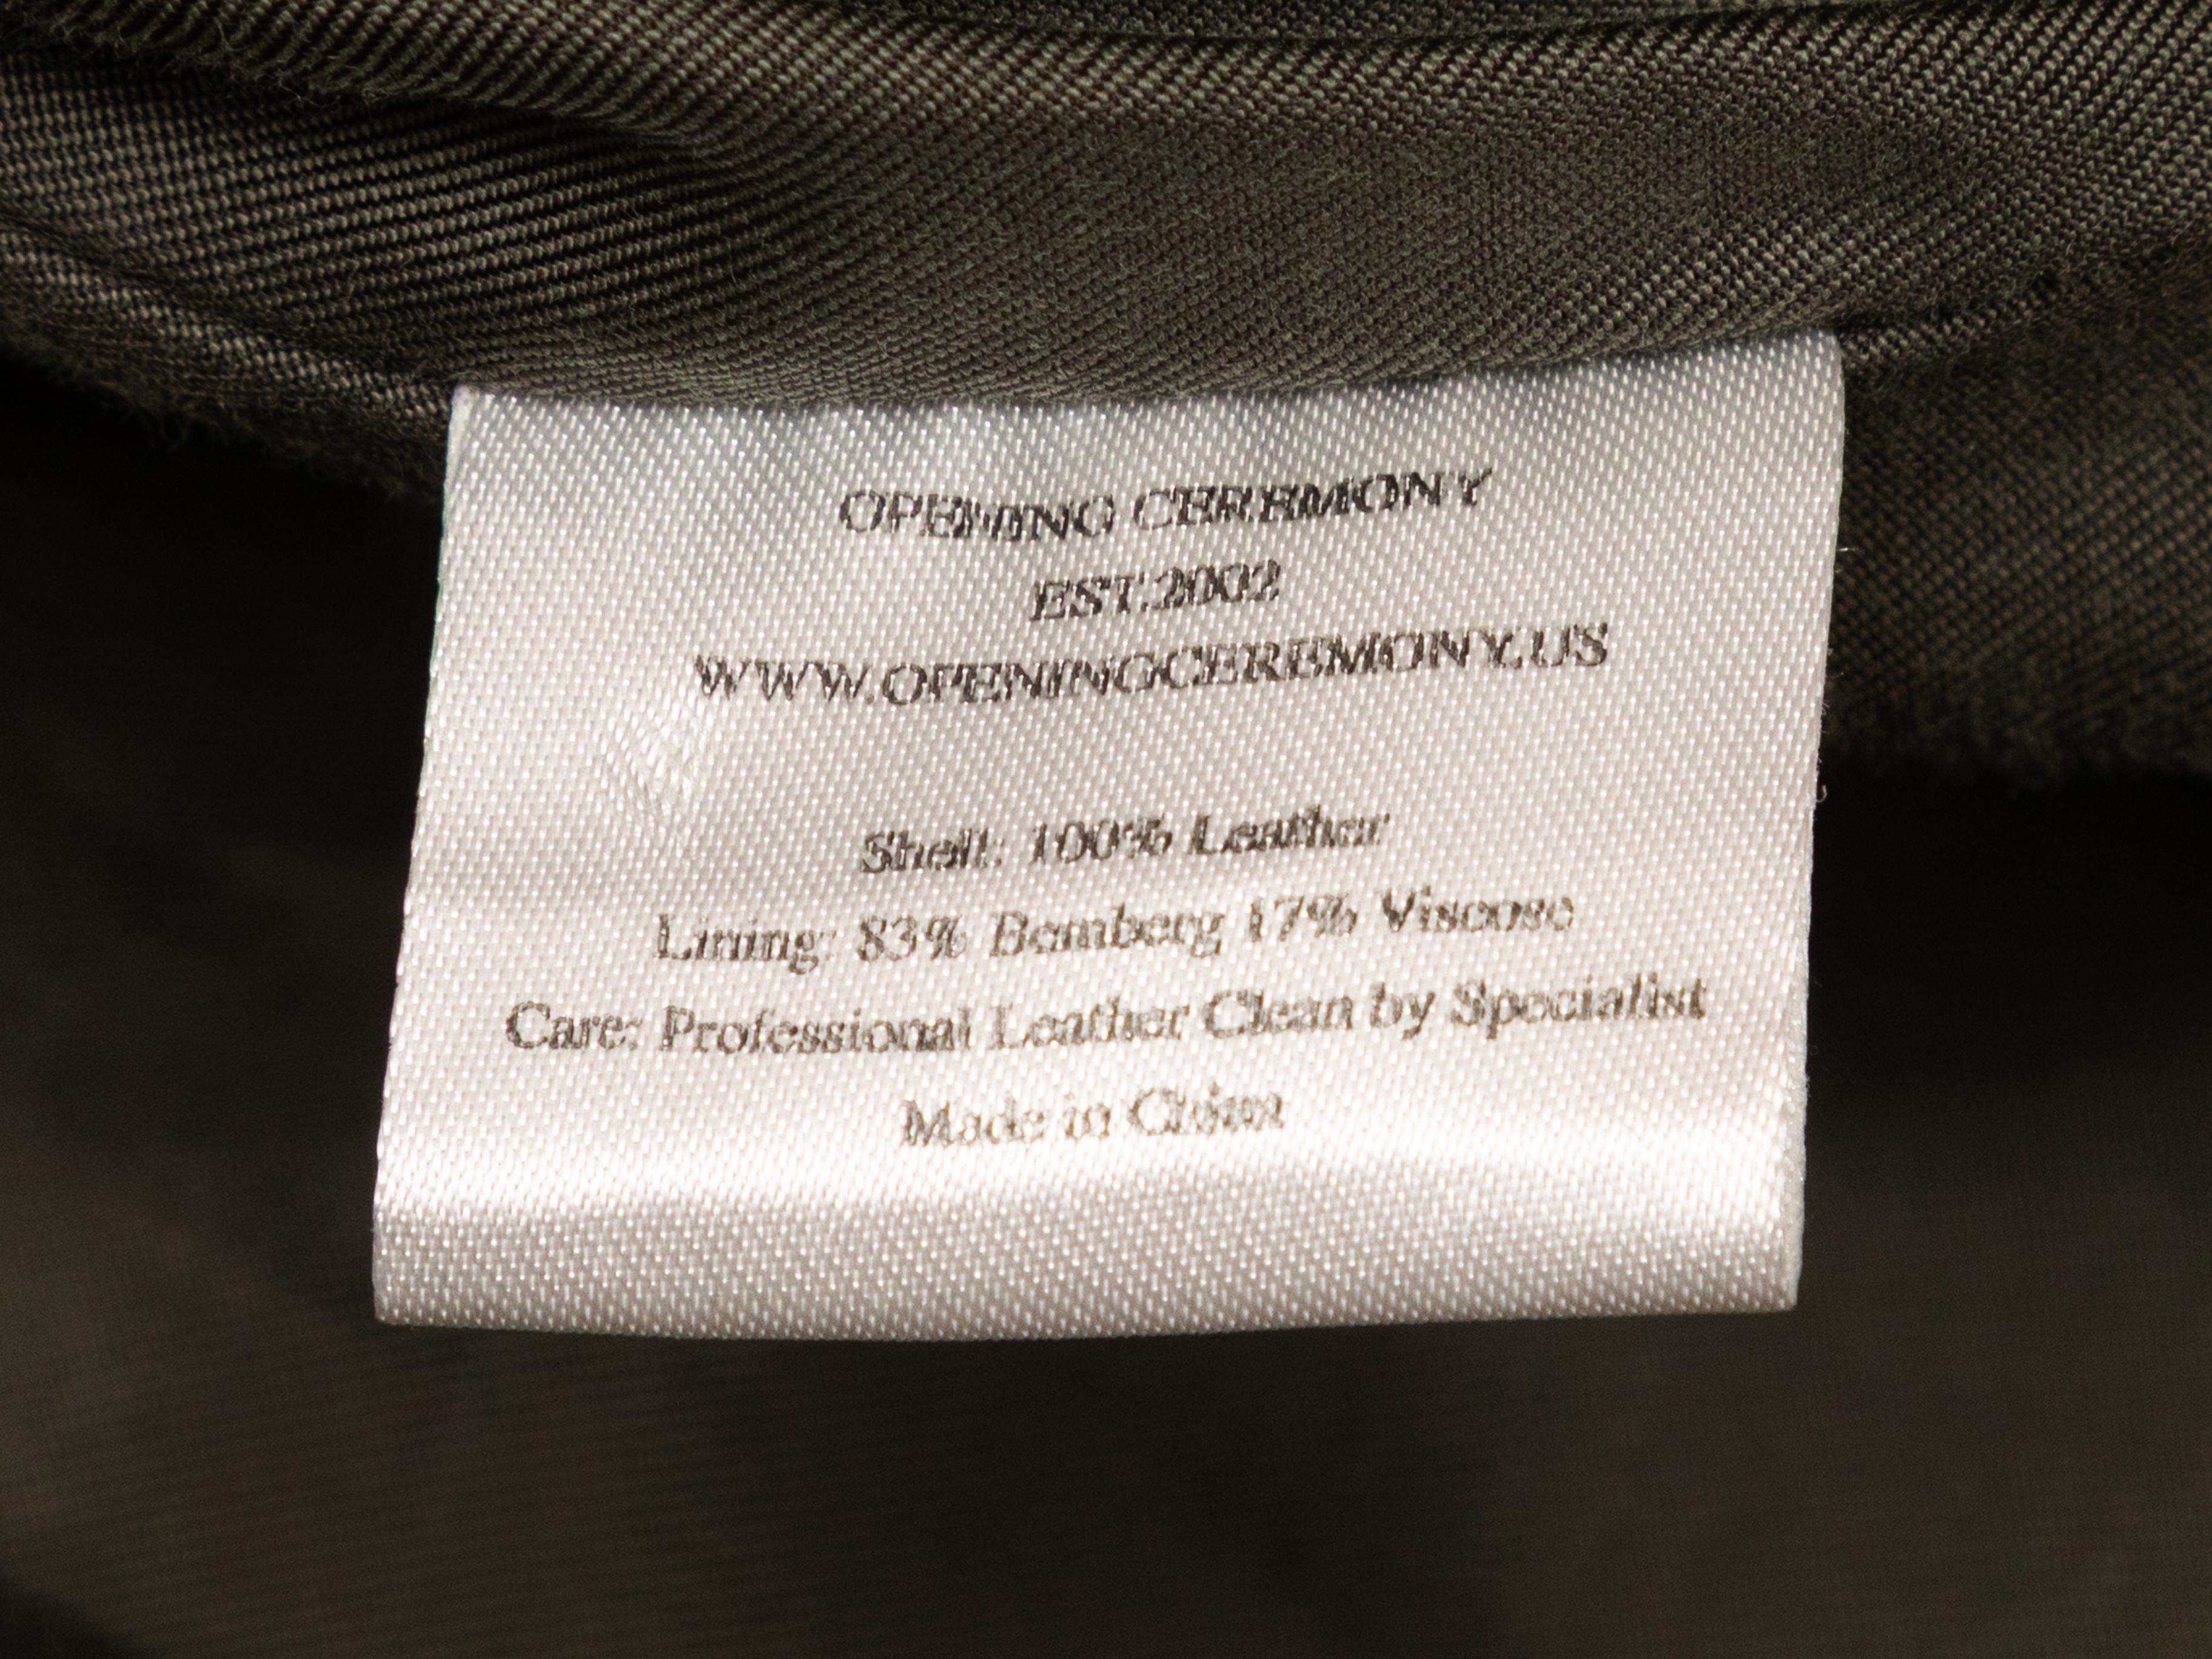 OPENING CEREMONY
EST.2002
WWW.OPENINGCEREMONY.US
Shell: 100% Leather
Lining: 83% Bemberg 17% Viscose
Care: Professional Leather Clean by Specialist
Made in China